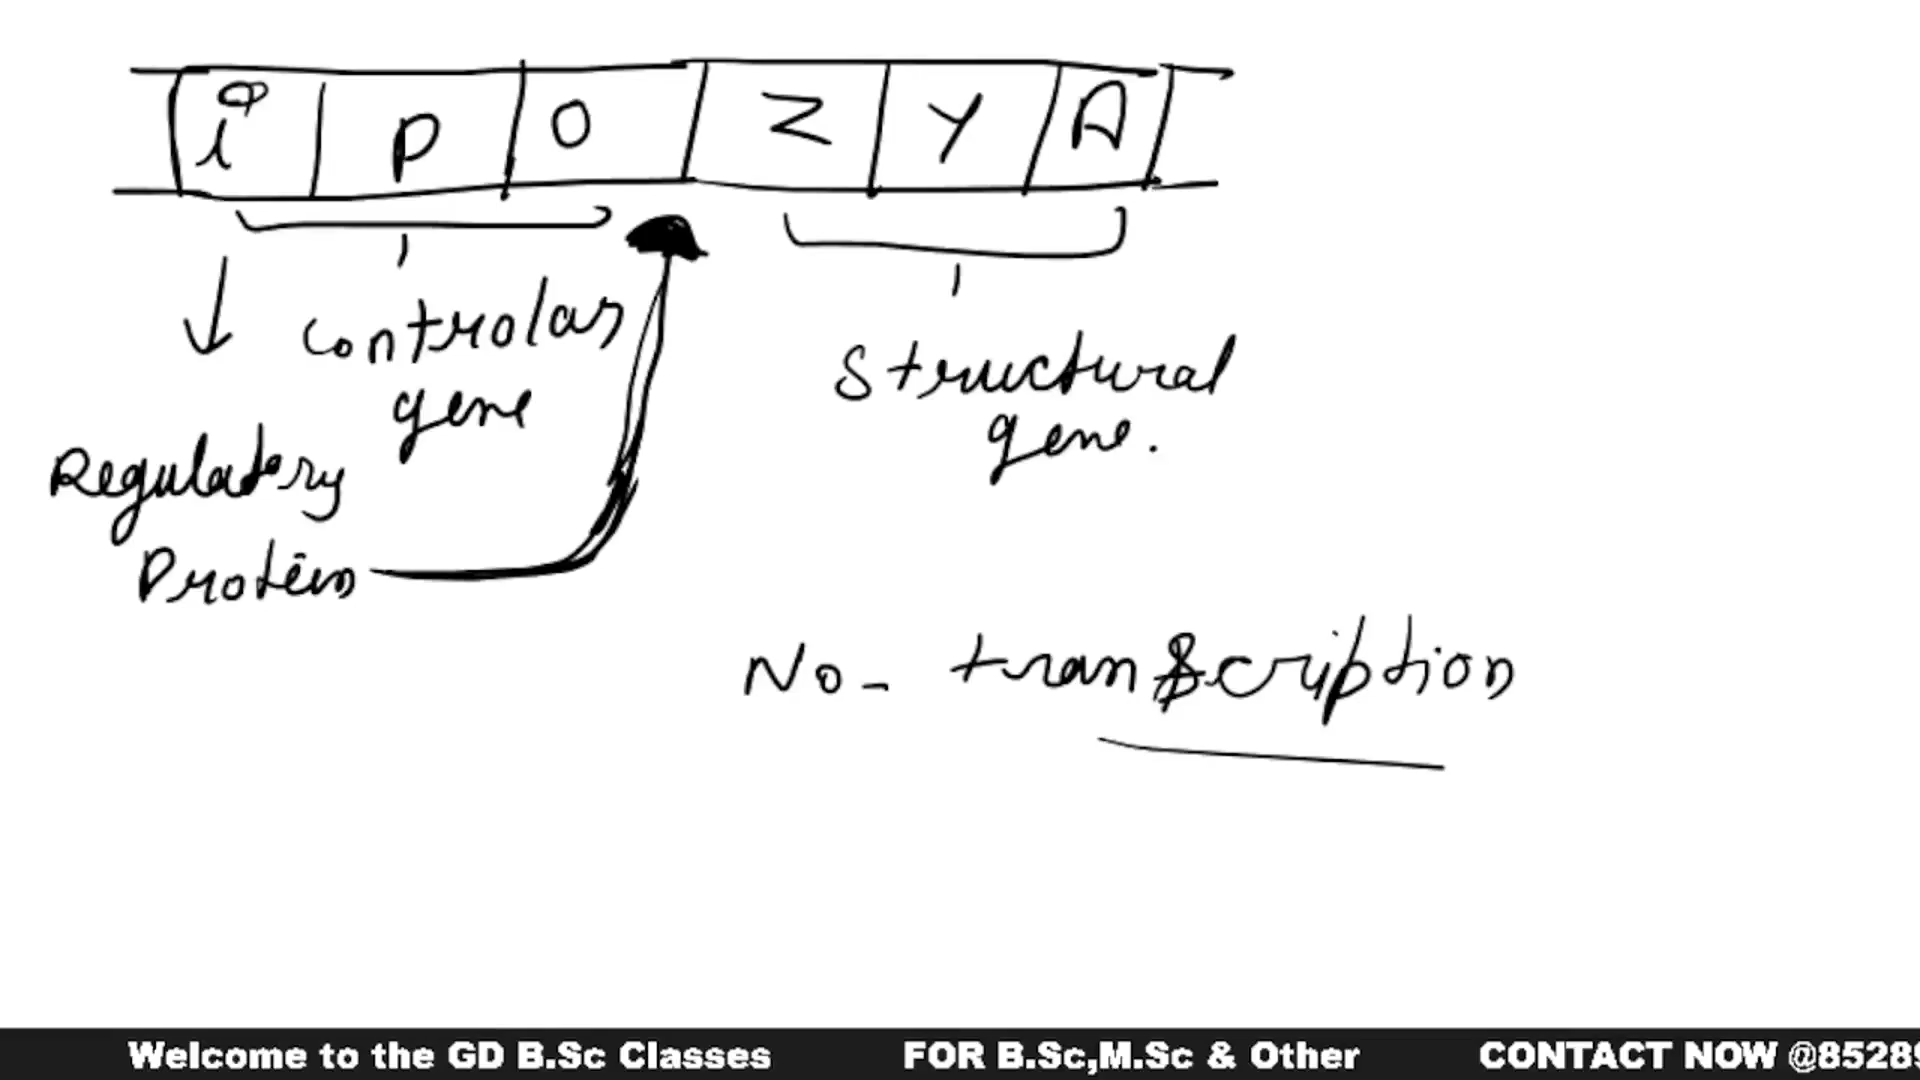 i P O Z Y A
Controlas
gene
Structural
gene.
Regulatory
Protein
No- transcription
Welcome to the GD B.Sc Classes FOR B.Sc,M.Sc & Other CONTACT NOW @8528